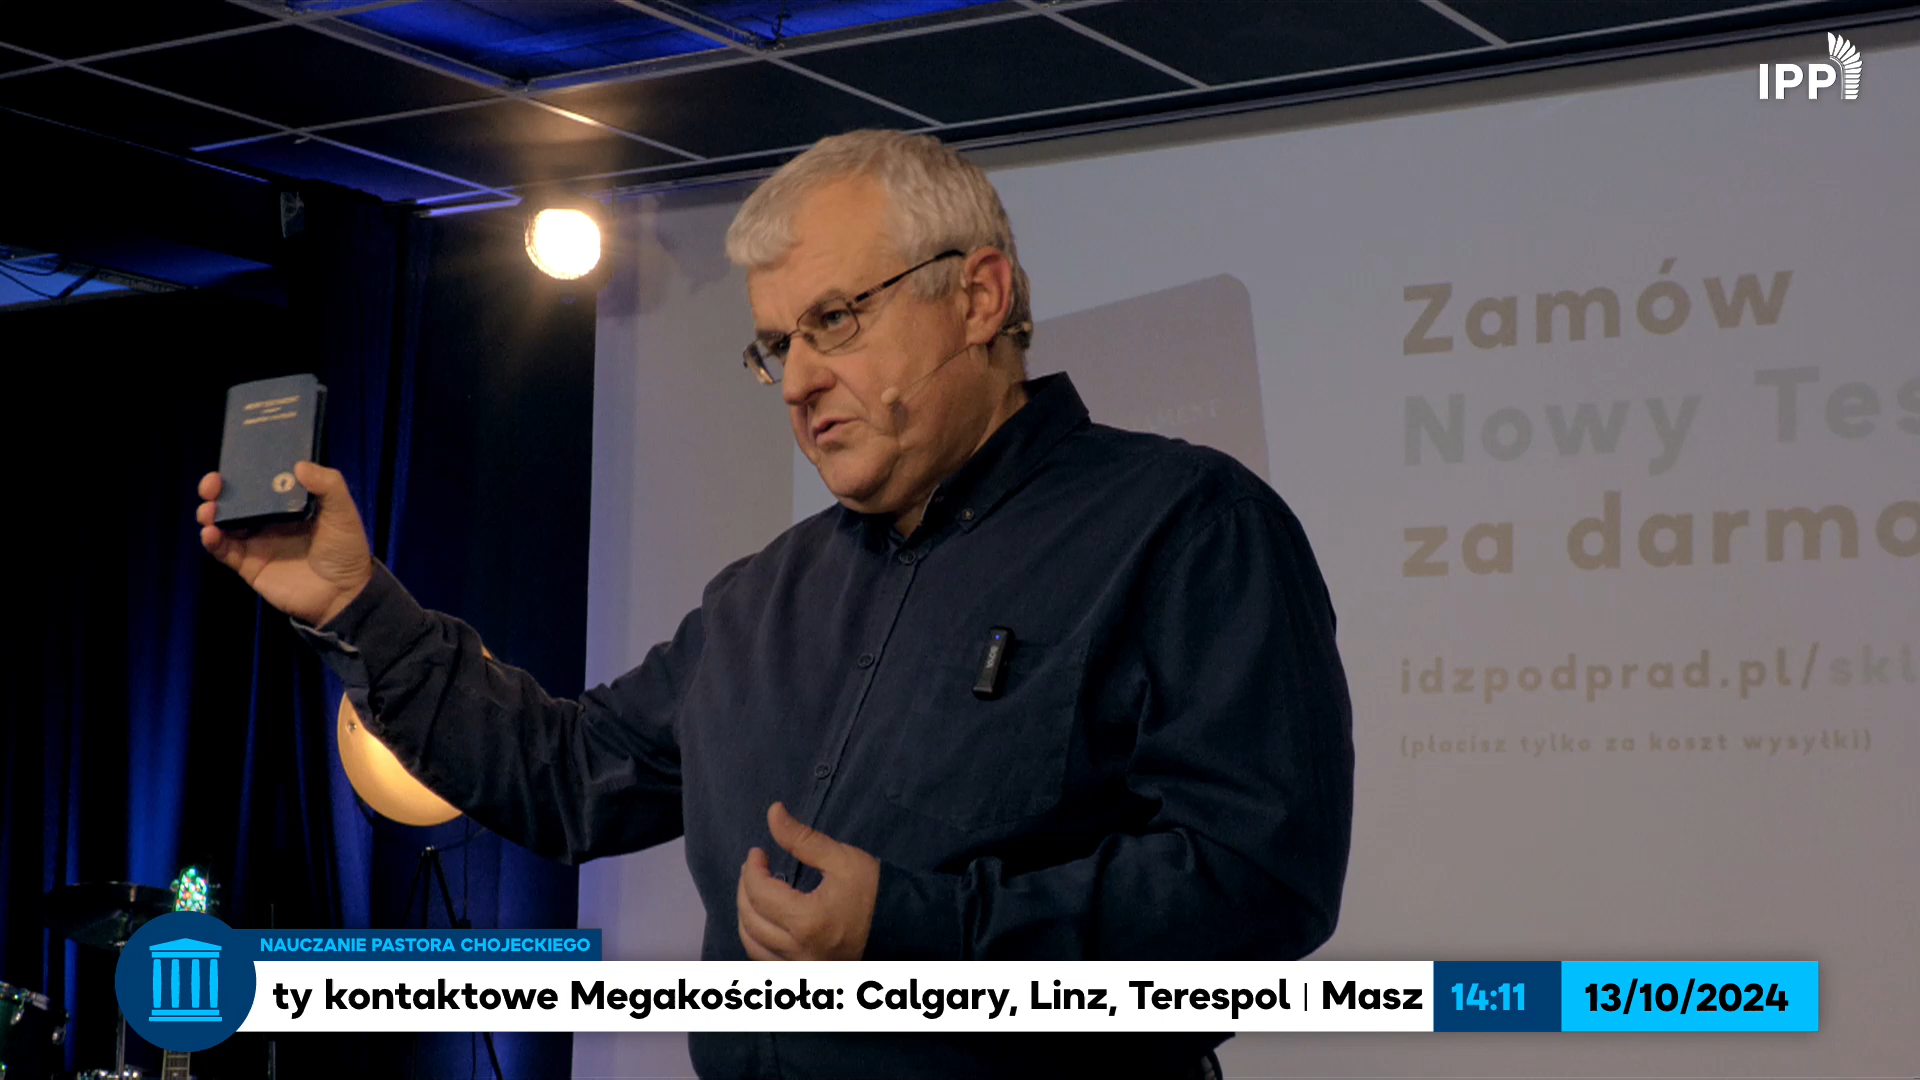 IPP
Zamów
Nowy Tes
za darmo
idzpodprad.pl/skl
(płacisz tylko za koszt wysyłki)
NAUCZANIE PASTORA CHOJECKIEGO
ty kontaktowe Megakościoła: Calgary, Linz, Terespol | Masz
14:11
13/10/2024